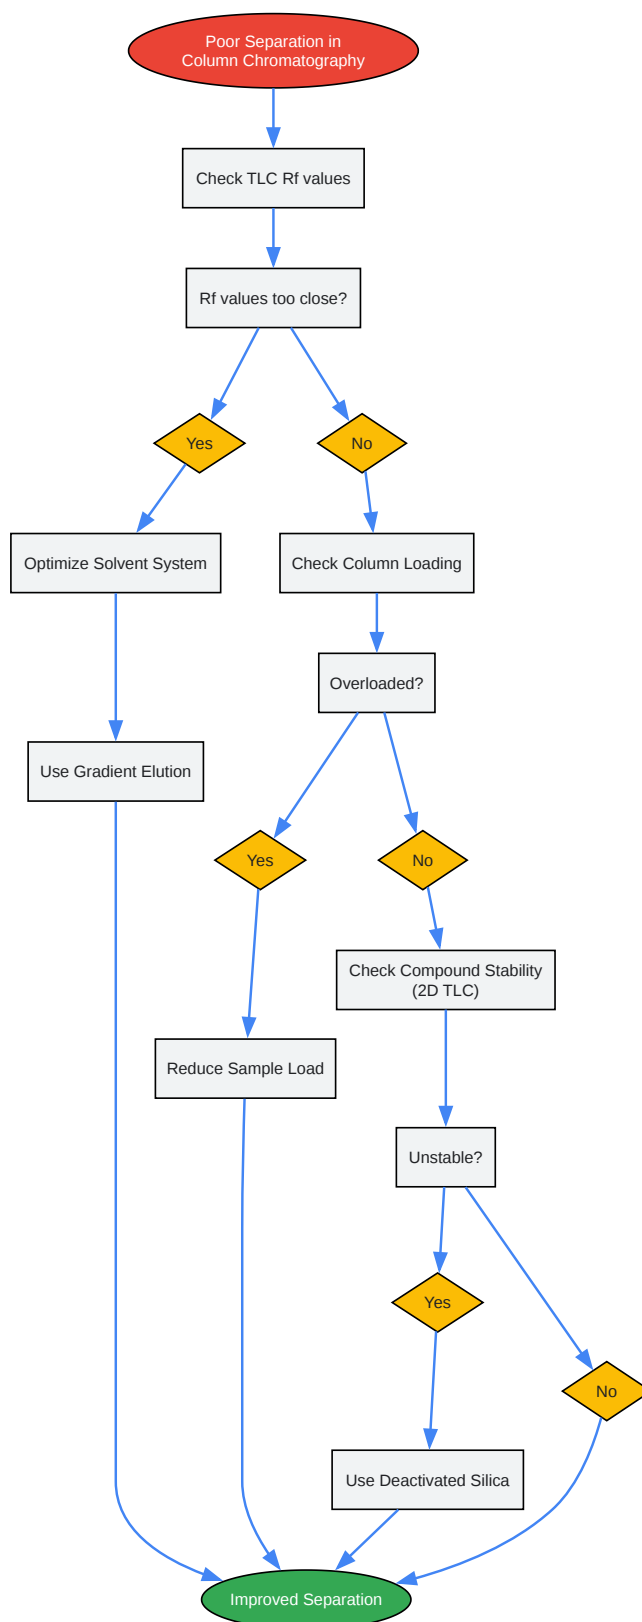 Poor Separation in
Column Chromatography
Check TLC Rf values
Rf values too close?
Yes
No
Optimize Solvent System
Check Column Loading
Overloaded?
Use Gradient Elution
Yes
No
Check Compound Stability
(2D TLC)
Reduce Sample Load
Unstable?
Yes
No
Use Deactivated Silica
Improved Separation